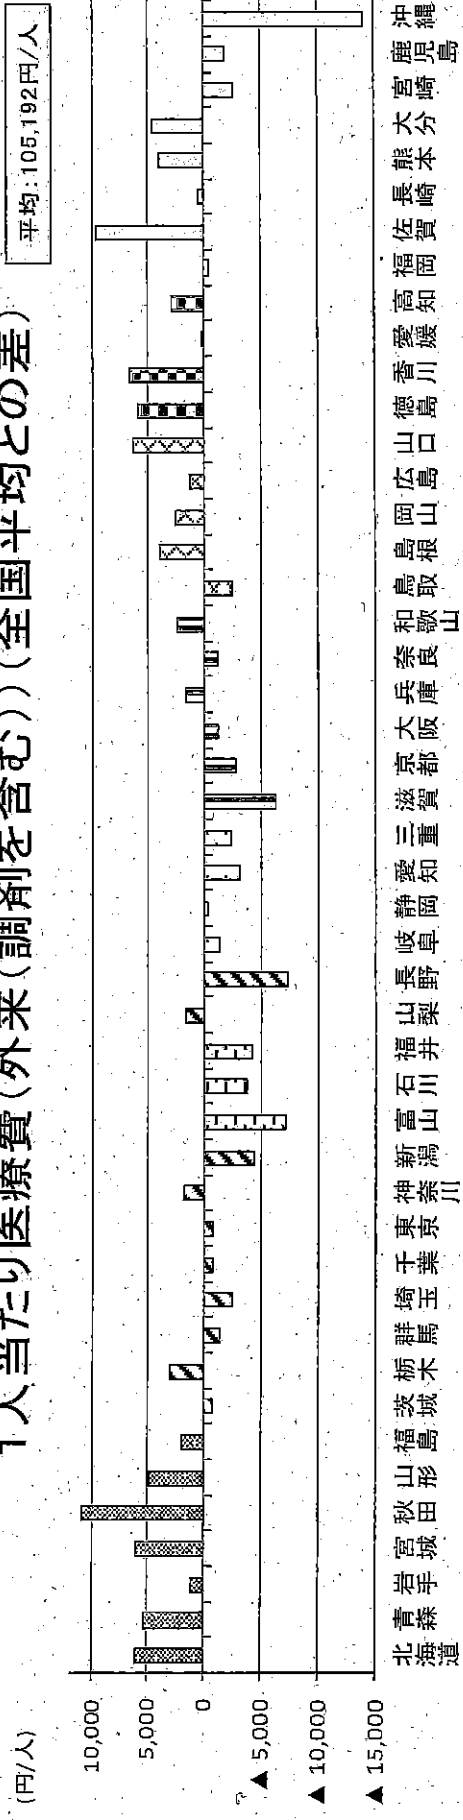 1人当たり医療費(外来(調剤を含む))(全国平均との差)
平均:105,192円/人
(円/人)
10,000
5,000
0
▲ 5,000
▲ 10,000
▲ 15,000
北海道 青森 岩手 宮城 秋田 山形 福島 茨城 栃木 群馬 埼玉 千葉 東京 神奈川 新潟 富山 石川 福井 山梨 長野 岐阜 静岡 愛知 三重 滋賀 京都 大阪 兵庫 奈良 和歌山 鳥取 島根 岡山 広島 山口 徳島 香川 愛媛 高知 福岡 佐賀 長崎 熊本 大分 宮崎 鹿児島 沖縄